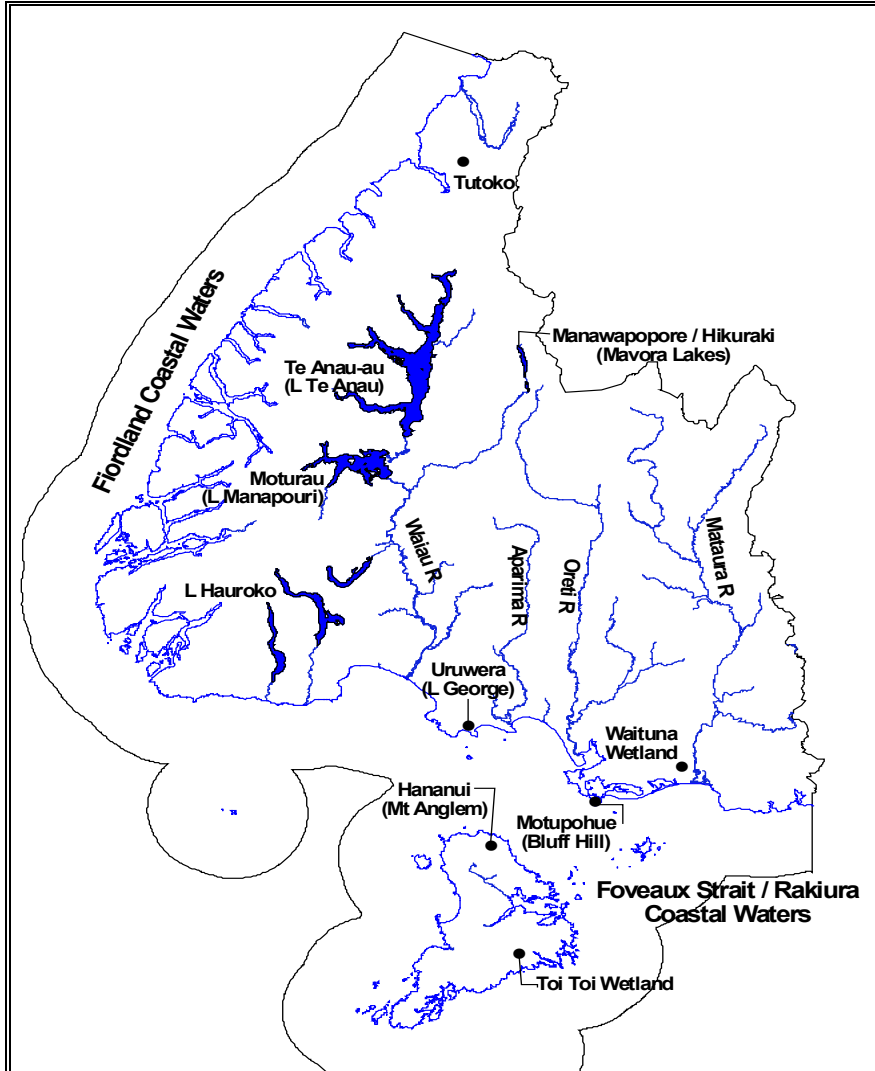 Tutoko
Fiordland Coastal Waters
Manawapopore / Hikuraki
(Mavora Lakes)
Te Anau-au
(L Te Anau)
Moturau
(L Manapouri)
Waiau R
Aparima R
Oreti R
Mataura R
L Hauroko
Uruwera
(L George)
Waituna
Wetland
Hananui
(Mt Anglem)
Motupohue
(Bluff Hill)
Foveaux Strait / Rakiura
Coastal Waters
Toi Toi Wetland